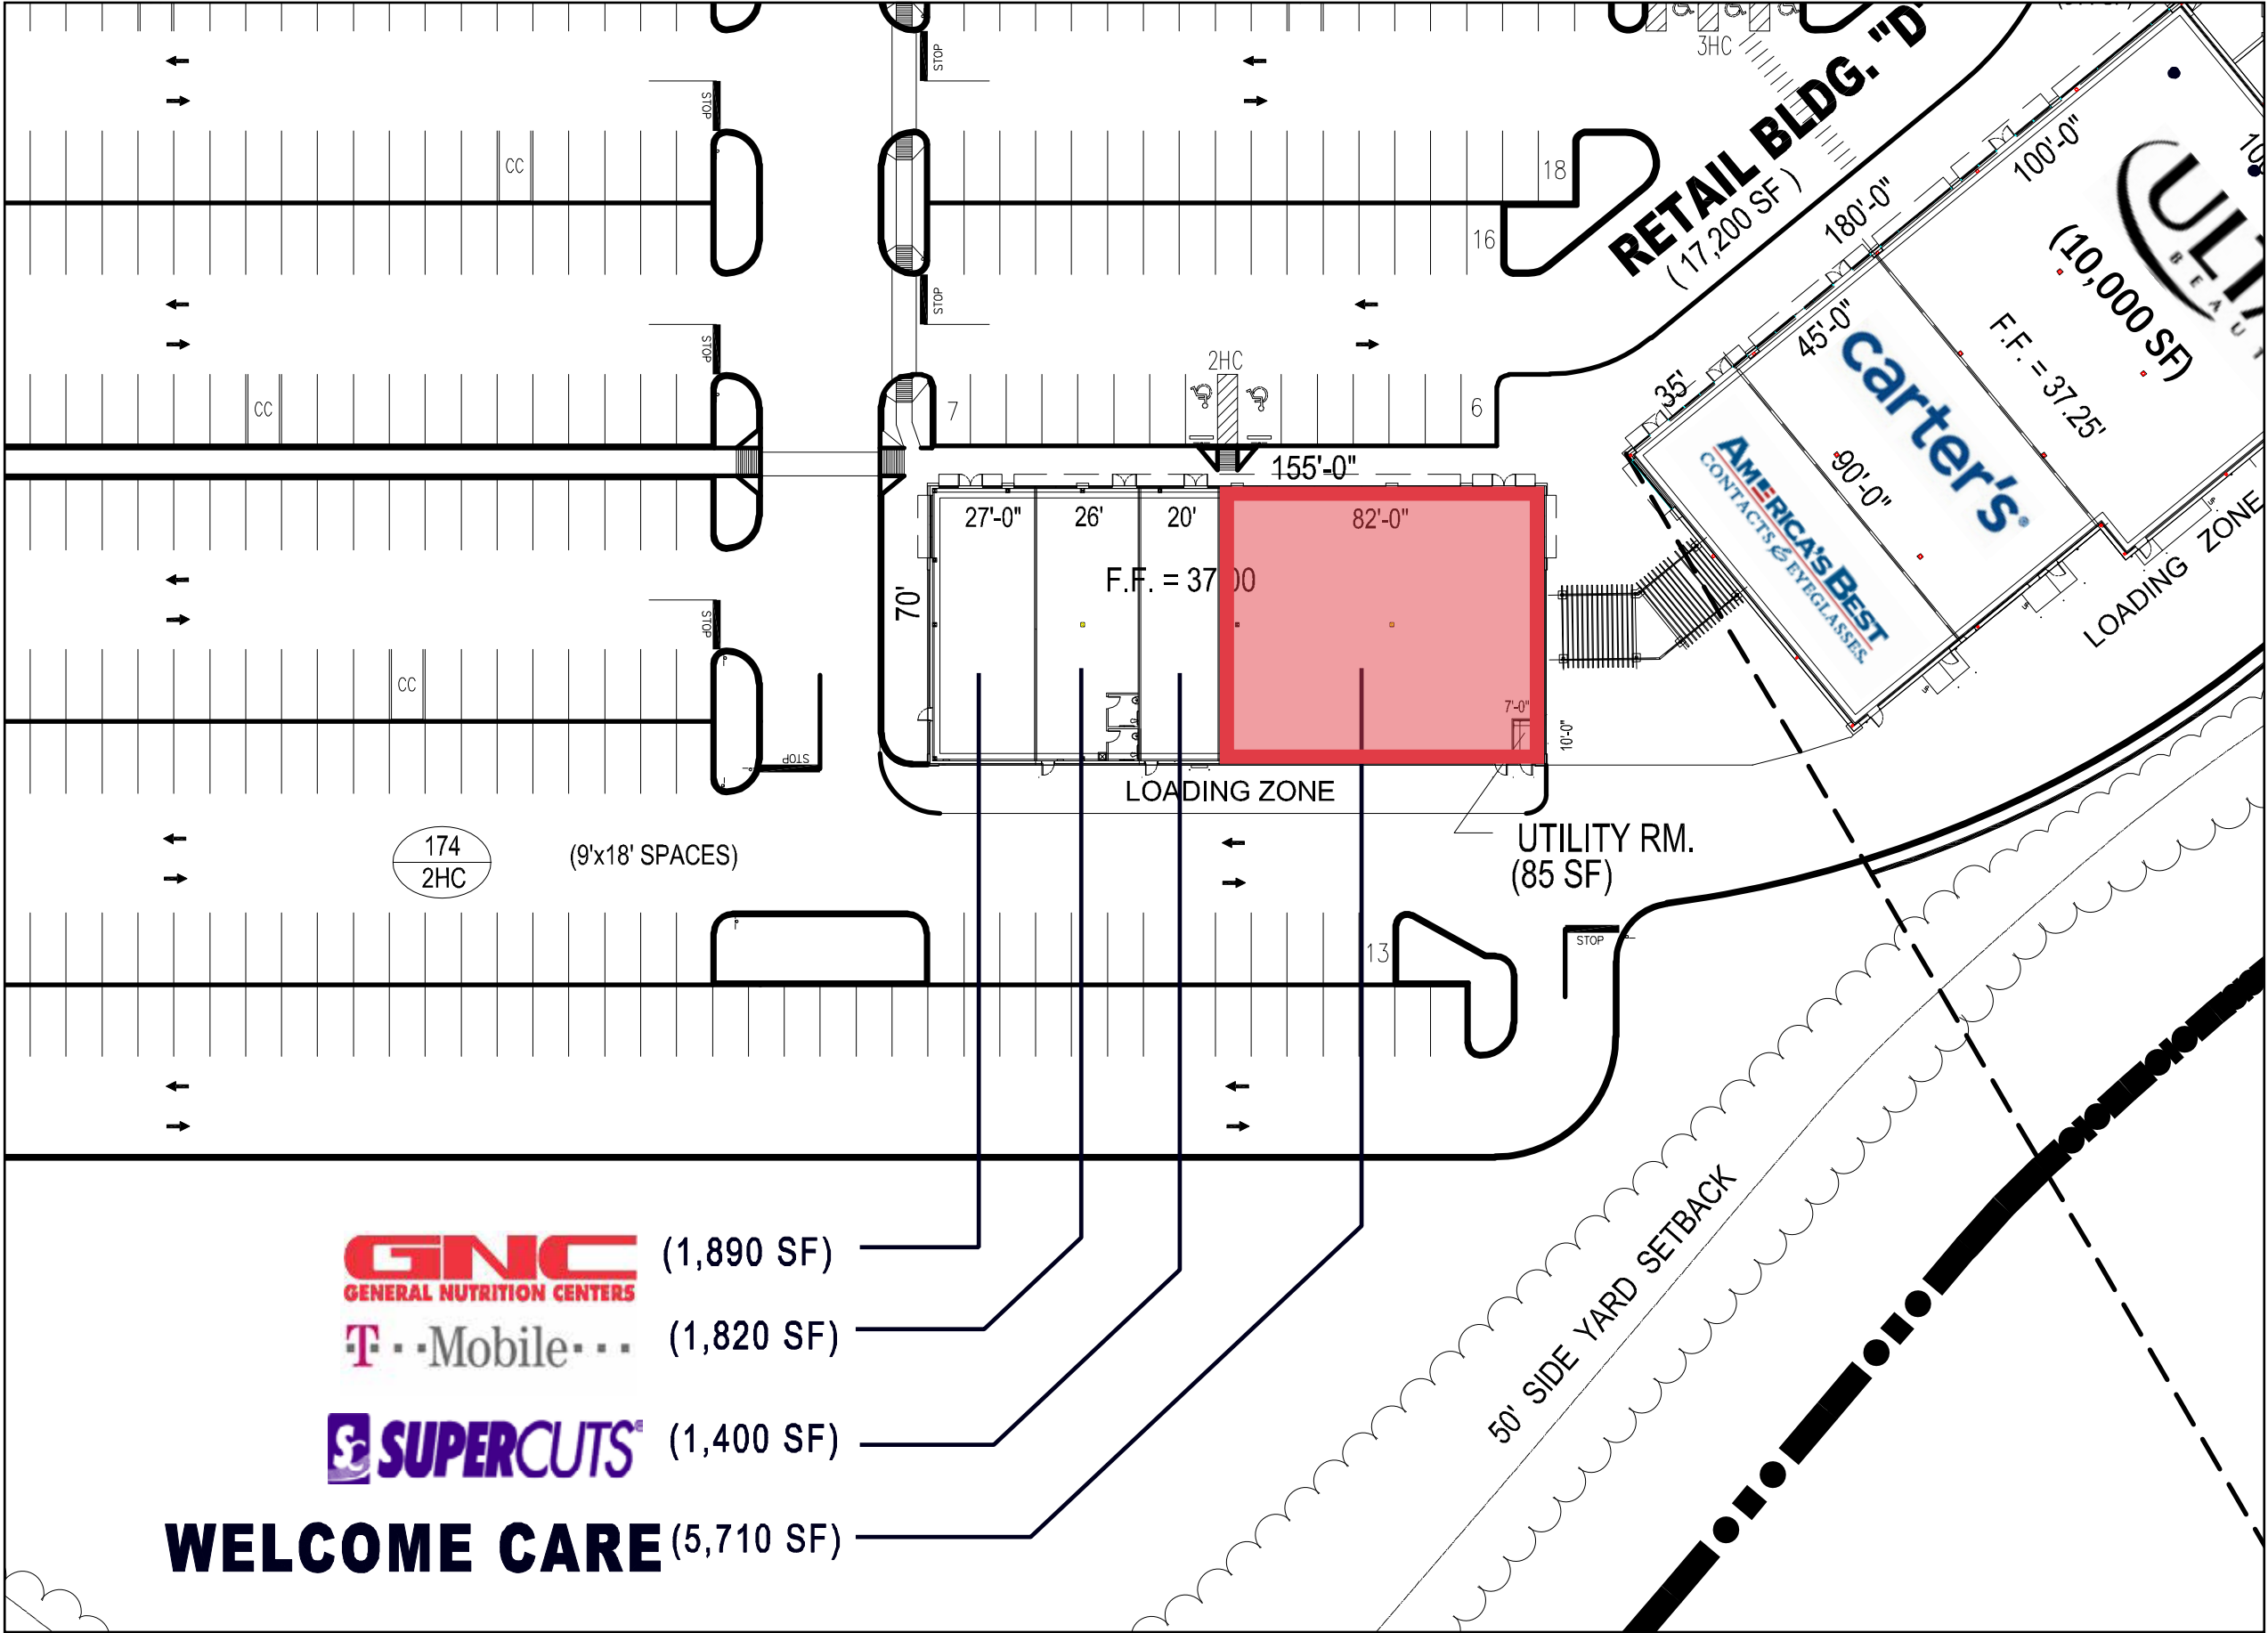 STOP
STOP
3HC
RETAIL BLDG. "D
( 17,200 SF )
CC
18
16
STOP
STOP
100'-0"
180'-0"
ULTA
BEAU
(10,000 SF)
F.F. = 37.25'
45'-0"
carter's®
35'
90'-0"
AMERICA'S BEST
CONTACTS & EYEGLASSES.
LOADING ZONE
CC
7
2HC
6
155'-0"
27'-0"
26'
20'
82'-0"
F.F. = 37.00
70'
7'-0"
10'-0"
STOP
CC
STOP
LOADING ZONE
UTILITY RM.
(85 SF)
174
2HC
(9'x18' SPACES)
13
STOP
50' SIDE YARD SETBACK
GNC
GENERAL NUTRITION CENTERS
(1,890 SF)
T··Mobile···
(1,820 SF)
SUPERCUTS®
(1,400 SF)
WELCOME CARE (5,710 SF)